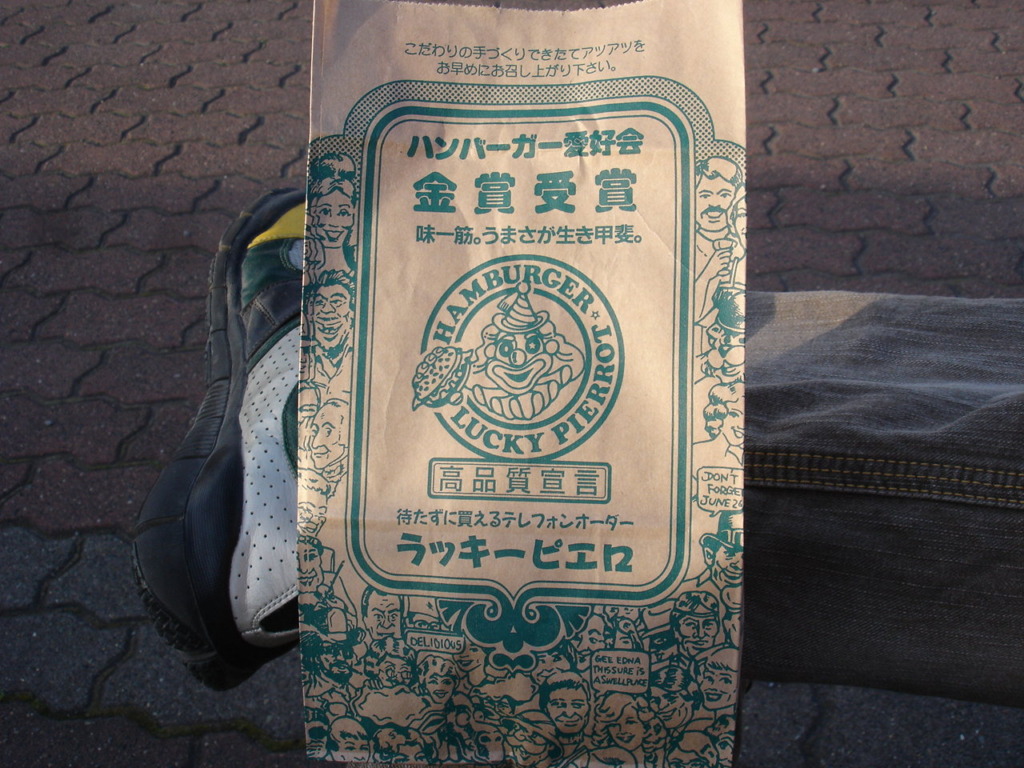 こだわりの手づくりできたてアツアツを
お早めにお召し上がり下さい。
ハンバーガー愛好会
金賞受賞
味一筋。うまさが生き甲斐。
HAMBURGER★
LUCKY PIERROT
高品質宣言
待たずに買えるテレフォンオーダー
ラッキーピエロ
DON'T
FORGET
JUNE 26
DELICIOUS
GEE EDNA
THIS SURE IS
A SWELL PLACE